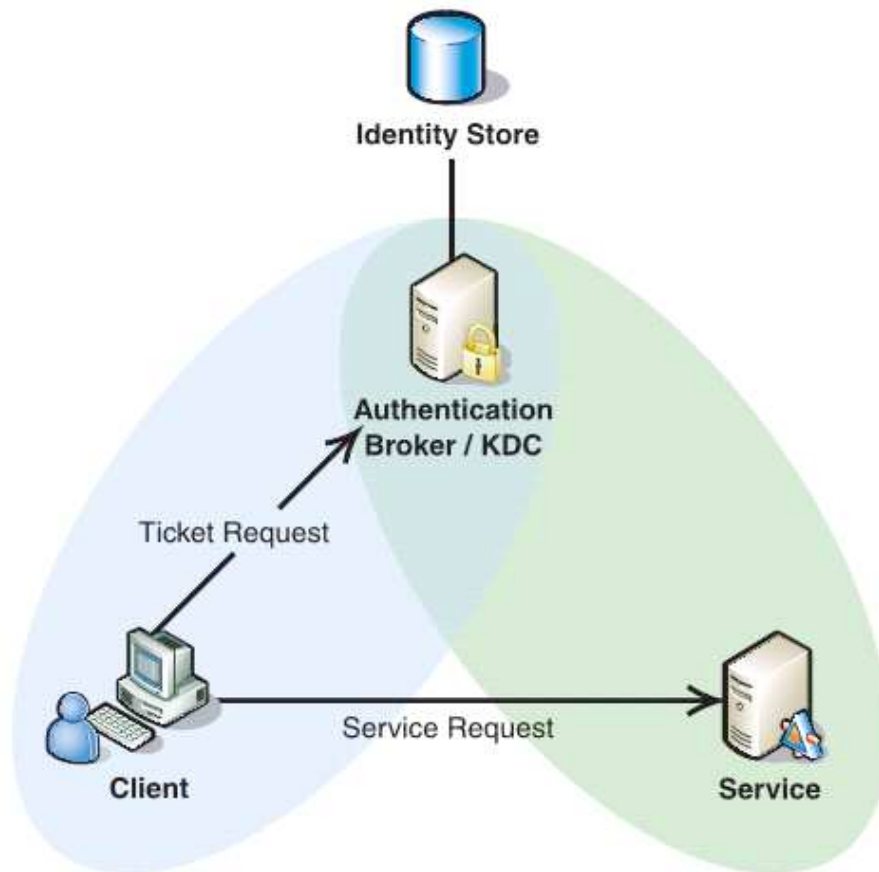 Identity Store
Authentication
Broker / KDC
Ticket Request
Service Request
Client
Service